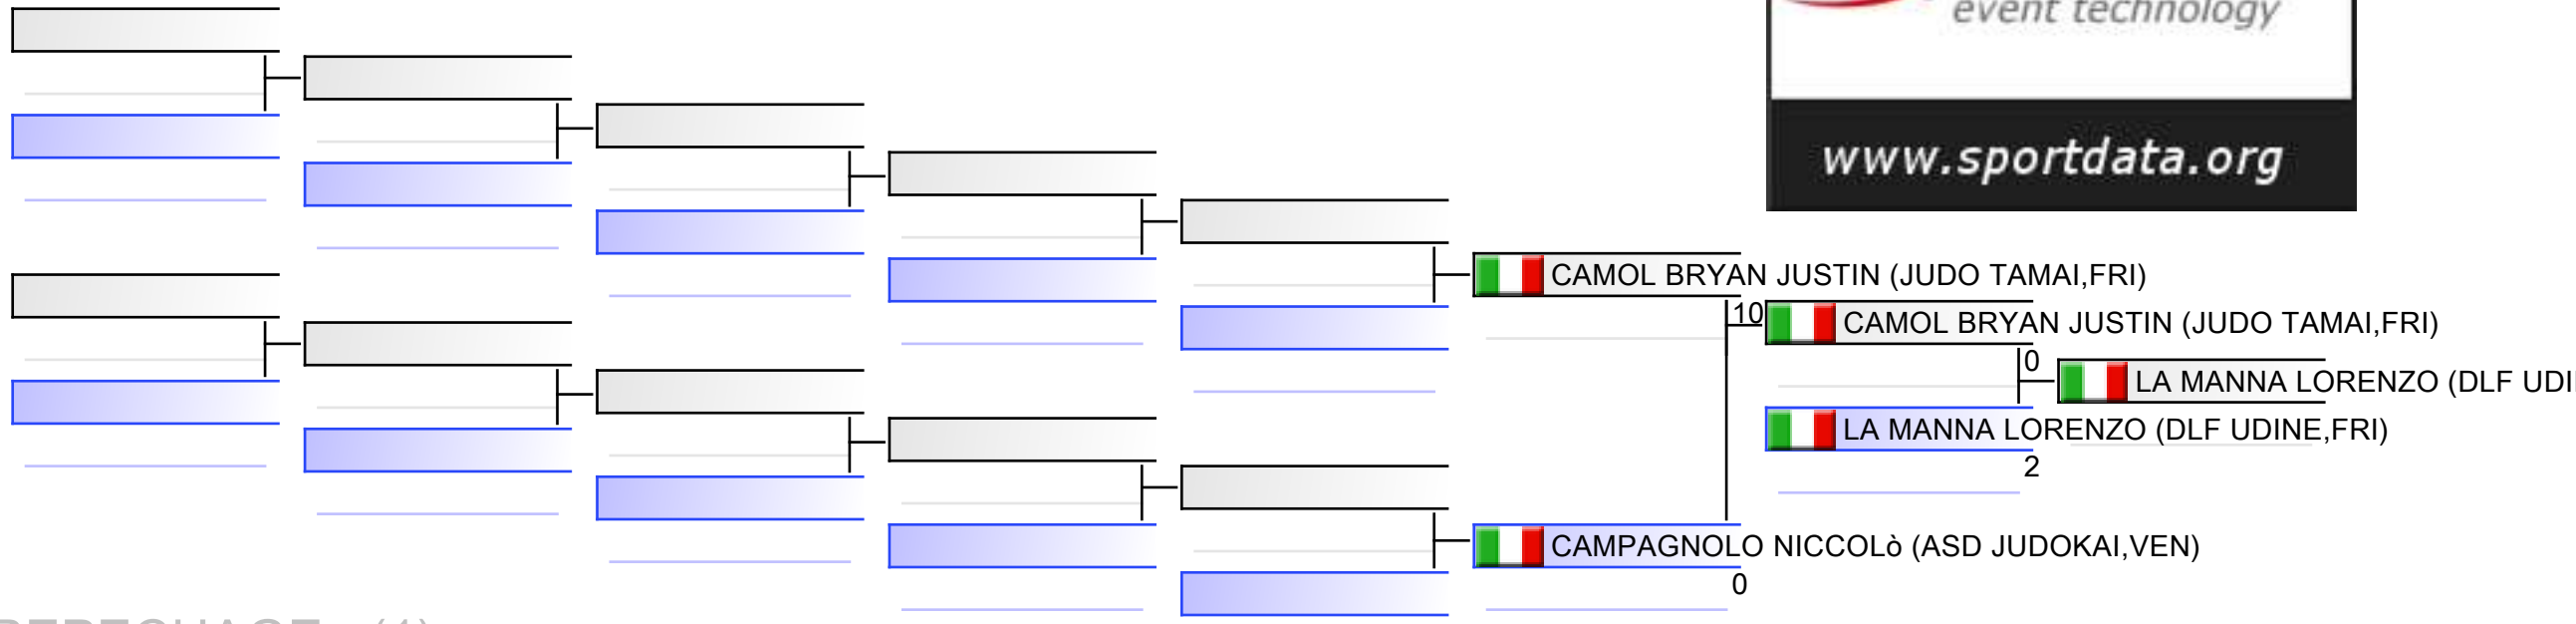 event technology
www.sportdata.org
CAMOL BRYAN JUSTIN (JUDO TAMAI,FRI)
10
CAMOL BRYAN JUSTIN (JUDO TAMAI,FRI)
0
LA MANNA LORENZO (DLF UDI
LA MANNA LORENZO (DLF UDINE,FRI)
2
CAMPAGNOLO NICCOLò (ASD JUDOKAI,VEN)
0